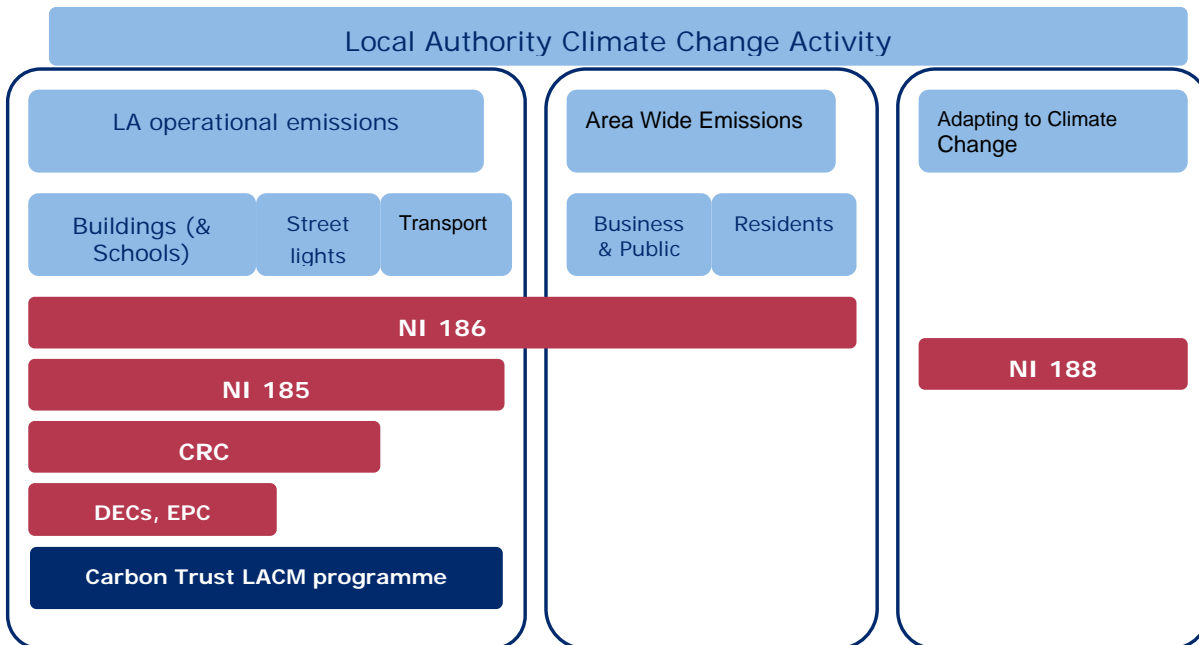 Local Authority Climate Change Activity
LA operational emissions
Area Wide Emissions
Adapting to Climate
Change
Buildings (&
Schools)
Street
lights
Transport
Business
& Public
Residents
NI 186
NI 188
NI 185
CRC
DECs, EPC
Carbon Trust LACM programme